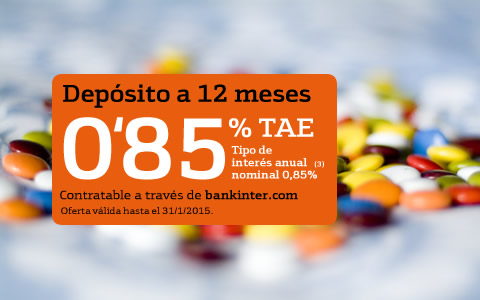 Depósito a 12 meses
0'85 % TAE
Tipo de
interés anual (3)
nominal 0,85%
Contratable a través de bankinter.com
Oferta válida hasta el 31/1/2015.